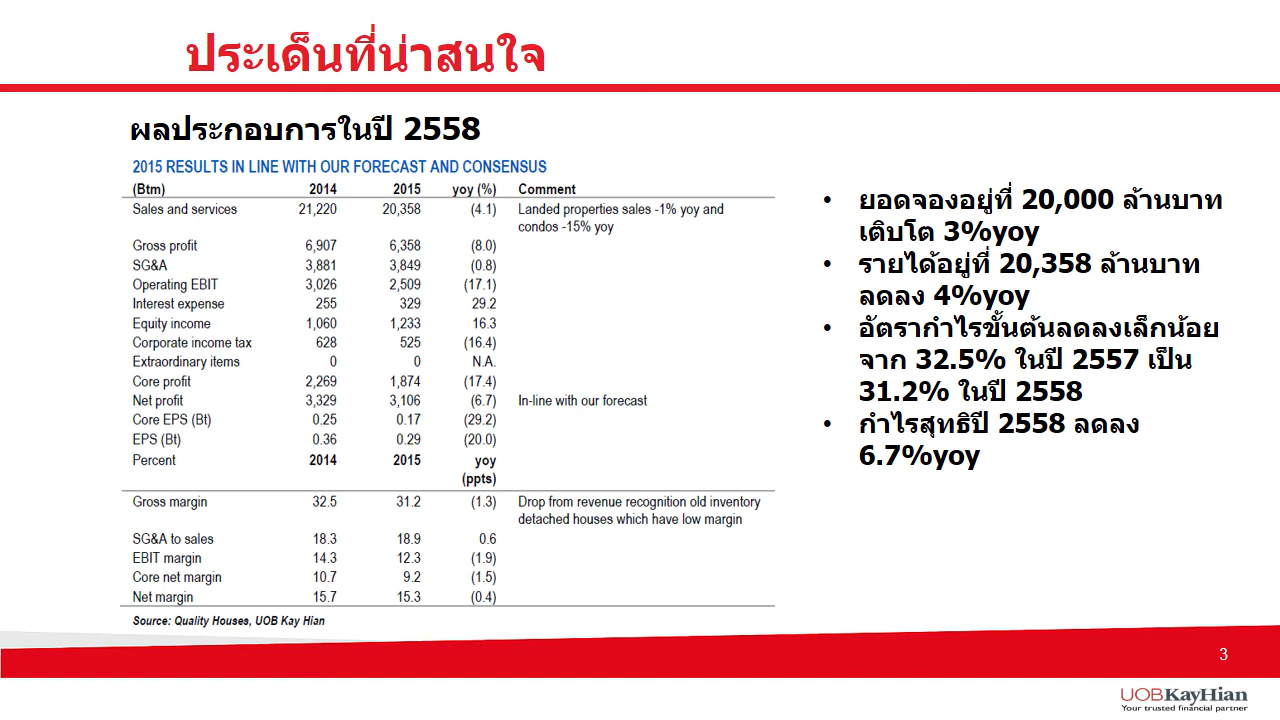 ประเด็นที่น่าสนใจ
ผลประกอบการในปี 2558
2015 RESULTS IN LINE WITH OUR FORECAST AND CONSENSUS
(Btm) 2014 2015 yoy (%) Comment
Sales and services 21,220 20,358 (4.1) Landed properties sales -1% yoy and
condos -15% yoy
Gross profit 6,907 6,358 (8.0)
SG&A 3,881 3,849 (0.8)
Operating EBIT 3,026 2,509 (17.1)
Interest expense 255 329 29.2
Equity income 1,060 1,233 16.3
Corporate income tax 628 525 (16.4)
Extraordinary items 0 0 N.A.
Core profit 2,269 1,874 (17.4)
Net profit 3,329 3,106 (6.7) In-line with our forecast
Core EPS (Bt) 0.25 0.17 (29.2)
EPS (Bt) 0.36 0.29 (20.0)
Percent 2014 2015 yoy
(ppts)
Gross margin 32.5 31.2 (1.3) Drop from revenue recognition old inventory
detached houses which have low margin
SG&A to sales 18.3 18.9 0.6
EBIT margin 14.3 12.3 (1.9)
Core net margin 10.7 9.2 (1.5)
Net margin 15.7 15.3 (0.4)
Source: Quality Houses, UOB Kay Hian
• ยอดจองอยู่ที่ 20,000 ล้านบาท
เติบโต 3%yoy
• รายได้อยู่ที่ 20,358 ล้านบาท
ลดลง 4%yoy
• อัตรากำไรขั้นต้นลดลงเล็กน้อย
จาก 32.5% ในปี 2557 เป็น
31.2% ในปี 2558
• กำไรสุทธิปี 2558 ลดลง
6.7%yoy
3
UOBKayHian
Your trusted financial partner